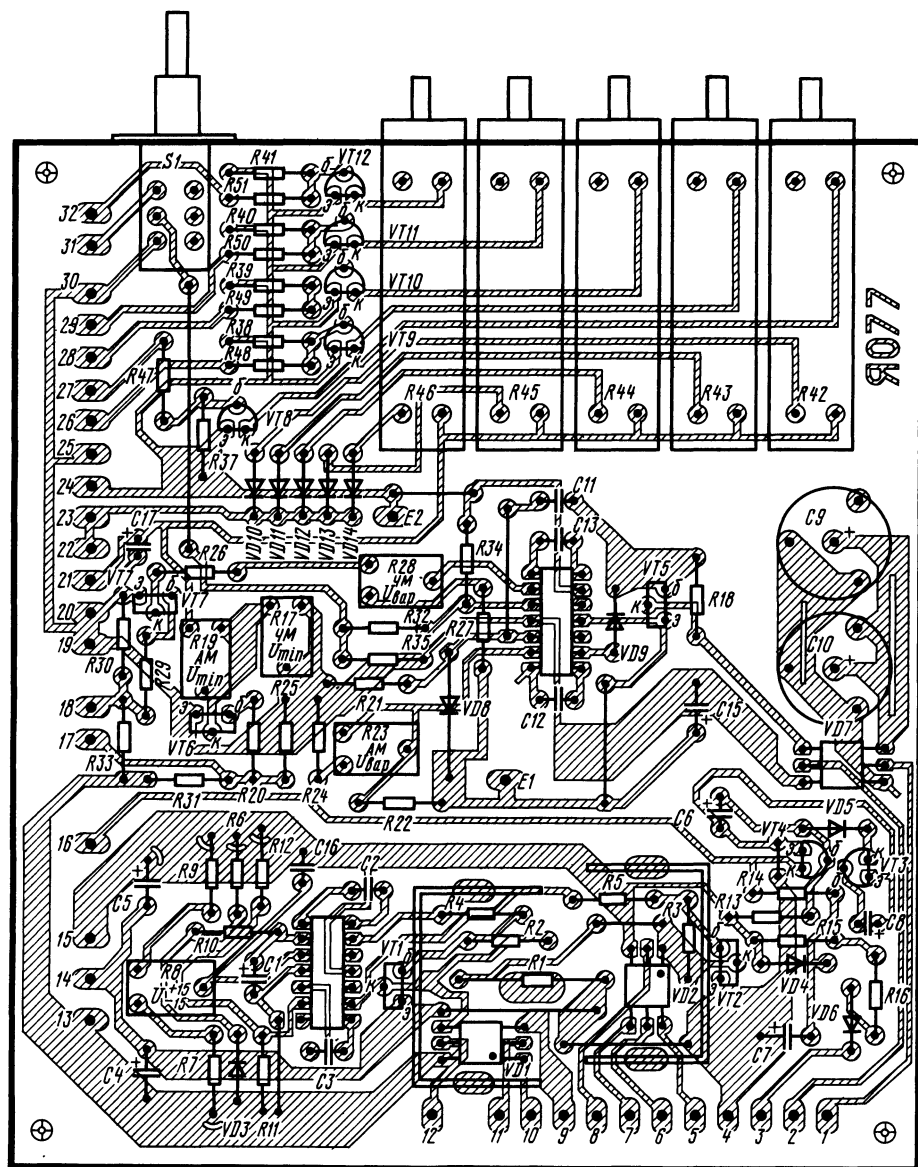 S1
R41
б
VT12
R51
э
к
32
R40
б
31
VT11
R50
э
к
б
30
R39
VT10
R49
э
к
б
29
R38
VT9
28
R48
э
к
R077
27
R47
б
R46
R45
R44
R43
R42
26
VT8
э
к
25
R37
24
C11
C9
+
23
E2
C13
C17
VD10
VD11
VD12
VD13
VD14
R34
22
+
R26
R28
ЧМ
Uвар
VT5
б
21
VT7
э
б
к
э
R18
20
R17
ЧМ
Umin
R32
R27
C10
+
19
R19
АМ
Umin
R35
VD9
R30
R29
R25
R21
18
э
б
к
VD8
C12
C15
+
VD7
17
VT6
R23
АМ
Uвар
R33
E1
R31
R20
R24
R22
C6
+
VD5
16
R6
R12
C16
VT4
б
к
VT3
R9
C2
R5
R14
э
C5
+
R4
R3
R13
C8
+
R10
R2
15
VT1
б
R15
R8
+15
-15
C1
+
к
э
R1
VD2
к
VT2
VD4
R16
14
VD6
13
C4
+
R7
C3
VD1
C7
+
VD3
R11
12
11
10
9
8
7
6
5
4
3
2
1